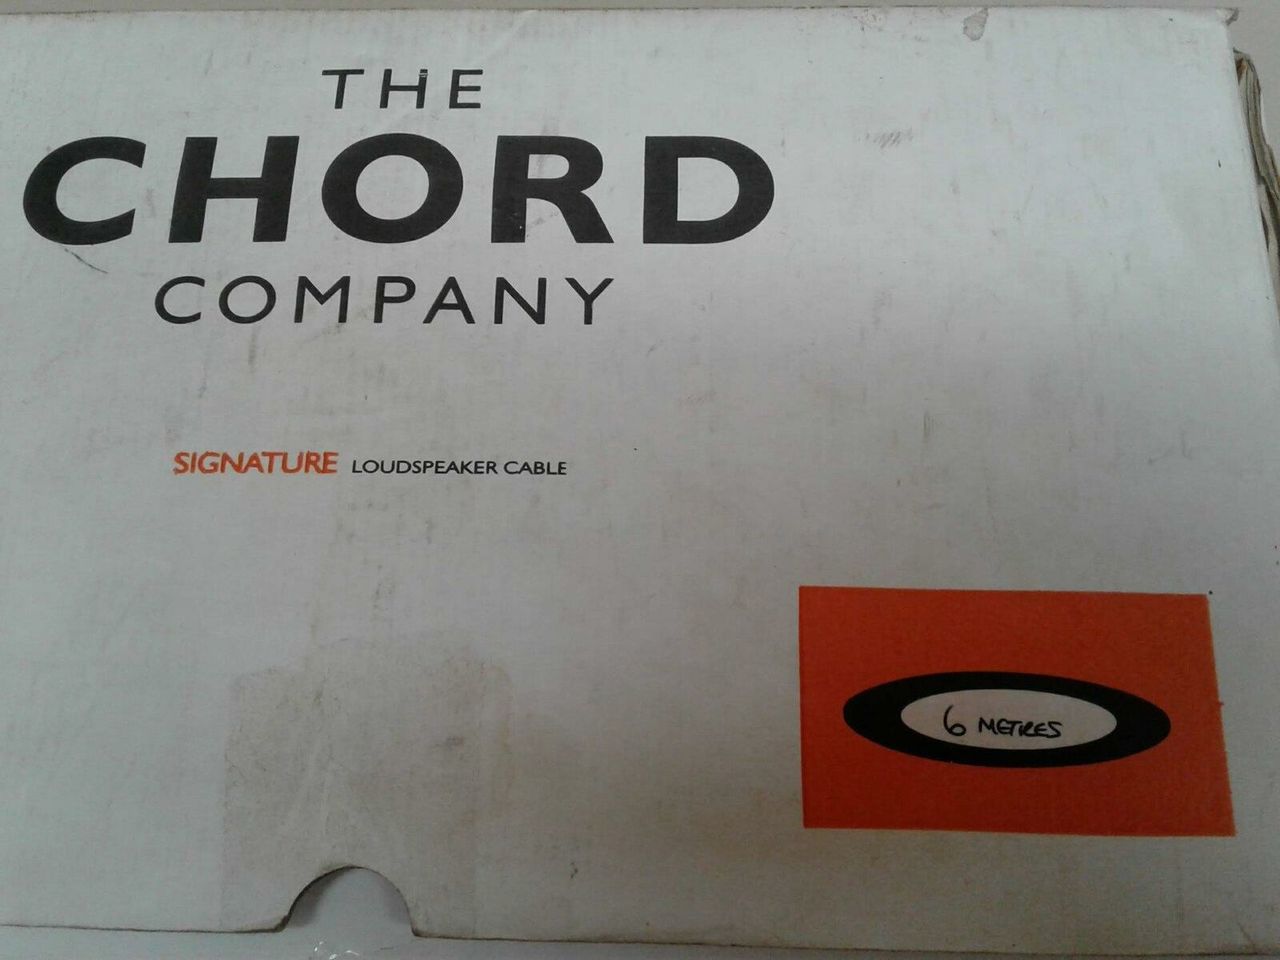 THE
CHORD
COMPANY
SIGNATURE LOUDSPEAKER CABLE
6 METRES